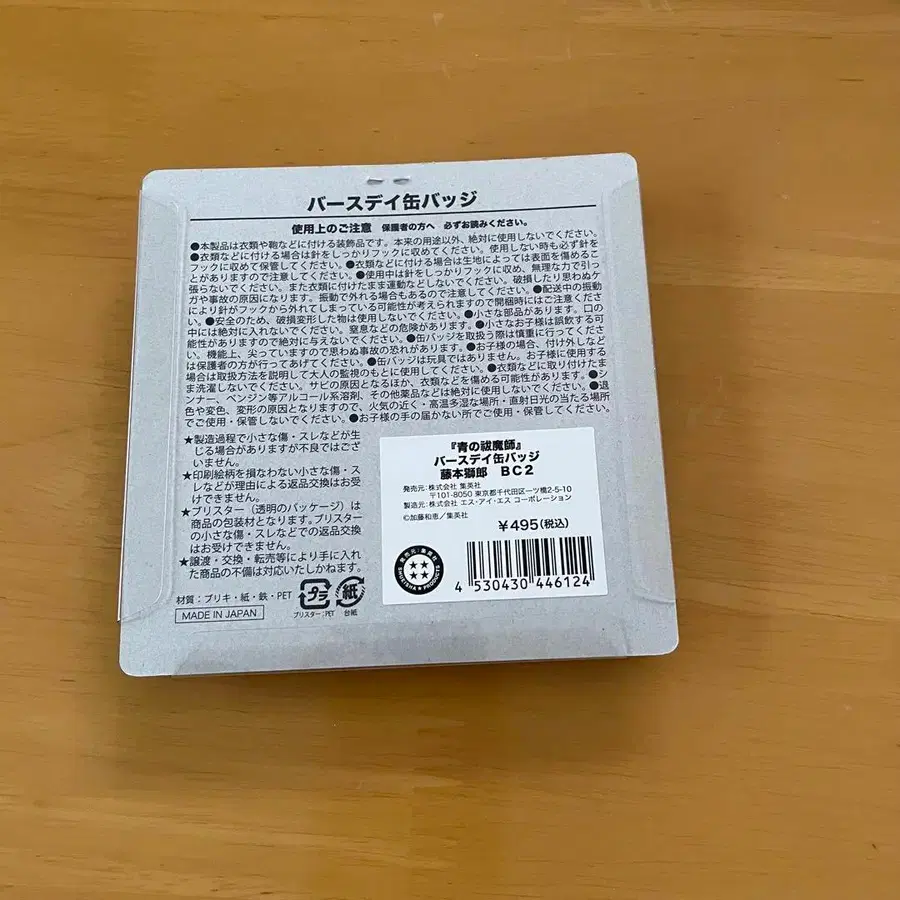 バースデイ缶バッジ
使用上のご注意 保護者の方へ 必ずお読みください。
●本製品は衣類や鞄などに付ける装飾品です。本来の用途以外、絶対に使用しないでください。
●衣類などに付ける場合は針をしっかりフックに収めてください。使用しない時も必ず針を
フックに収めて保管してください。●衣類などに付ける場合は生地によっては表面を傷めるこ
とがありますので注意してください。●使用中は針をしっかりフックに収め、無理な力で引っ
張らないでください。また衣類に付けたまま運動などしないでください。破損したり思わぬケ
ガや事故の原因になります。振動で外れる場合もあるので注意してください。●配送中の振動
により針がフックから外れてしまっている可能性が考えられますので開梱時にはご注意くださ
い。●安全のため、破損変形した物は使用しないでください。●小さな部品があります。口の
中には絶対に入れないでください。窒息などの危険があります。●小さなお子様は誤飲する可
能性がありますので絶対に与えないでください。●缶バッジを取扱う際は慎重に行ってくださ
い。機能上、尖っていますので思わぬ事故の恐れがあります。●お子様の場合、付け外しなど
は保護者の方が行ってあげてください。●缶バッジは玩具ではありません。お子様に使用する
場合は取扱方法を説明して大人の監視のもとに使用してください。●衣類などに取り付けたま
ま洗濯しないでください。サビの原因となるほか、衣類などを傷める可能性があります。●シ
ンナー、ベンジン等アルコール系溶剤、その他薬品などは絶対に使用しないでください。●退
色や変色、変形の原因となりますので、火気の近く・高温多湿な場所・直射日光の当たる場所
でご使用・保管しないでください。●お子様の手の届かない所でご使用・保管してください。
★製造過程で小さな傷・スレなどが生
じる場合がありますが不良ではござ
いません。
★印刷絵柄を損なわない小さな傷・ス
レなどが理由による返品交換はお受
けできません。
★ブリスター（透明のパッケージ）は
商品の包装材となります。ブリスター
の小さな傷・スレなどでの返品交換
はお受けできません。
★譲渡・交換・転売等により手に入れ
た商品の不備は対応いたしかねます。
材質：ブリキ・紙・鉄・PET
MADE IN JAPAN
プラ
ブリスター：PET
紙
台紙
『青の祓魔師』
バースデイ缶バッジ
藤本獅郎 BC2
発売元：株式会社 集英社
〒101-8050 東京都千代田区一ツ橋2-5-10
製造元：株式会社 エス・アイ・エス コーポレーション
©加藤和恵／集英社
¥495(税込)
発売元：集英社
SHUEISHA PRODUCTS
4 530430 446124